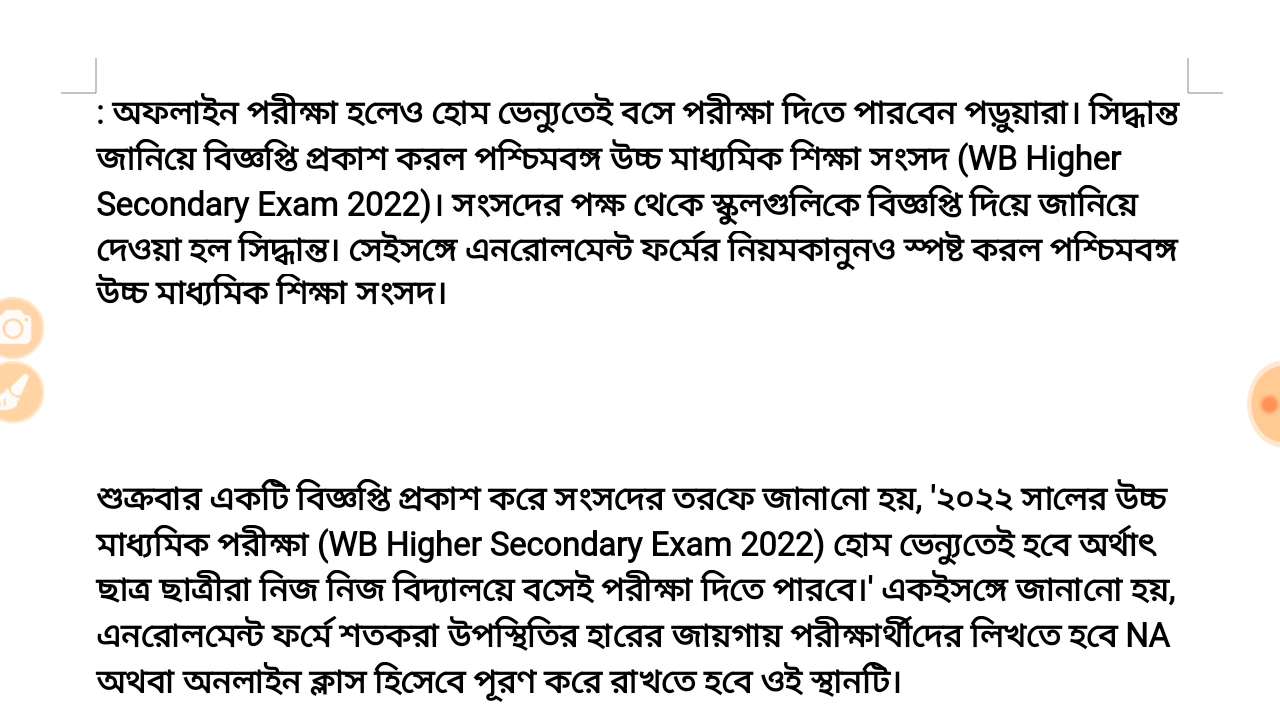 : অফলাইন পরীক্ষা হলেও হোম ভেন্যুতেই বসে পরীক্ষা দিতে পারবেন পড়ুয়ারা। সিদ্ধান্ত
জানিয়ে বিজ্ঞপ্তি প্রকাশ করল পশ্চিমবঙ্গ উচ্চ মাধ্যমিক শিক্ষা সংসদ (WB Higher
Secondary Exam 2022)। সংসদের পক্ষ থেকে স্কুলগুলিকে বিজ্ঞপ্তি দিয়ে জানিয়ে
দেওয়া হল সিদ্ধান্ত। সেইসঙ্গে এনরোলমেন্ট ফর্মের নিয়মকানুনও স্পষ্ট করল পশ্চিমবঙ্গ
উচ্চ মাধ্যমিক শিক্ষা সংসদ।
শুক্রবার একটি বিজ্ঞপ্তি প্রকাশ করে সংসদের তরফে জানানো হয়, '২০২২ সালের উচ্চ
মাধ্যমিক পরীক্ষা (WB Higher Secondary Exam 2022) হোম ভেন্যুতেই হবে অর্থাৎ
ছাত্র ছাত্রীরা নিজ নিজ বিদ্যালয়ে বসেই পরীক্ষা দিতে পারবে।' একইসঙ্গে জানানো হয়,
এনরোলমেন্ট ফর্মে শতকরা উপস্থিতির হারের জায়গায় পরীক্ষার্থীদের লিখতে হবে NA
অথবা অনলাইন ক্লাস হিসেবে পূরণ করে রাখতে হবে ওই স্থানটি।